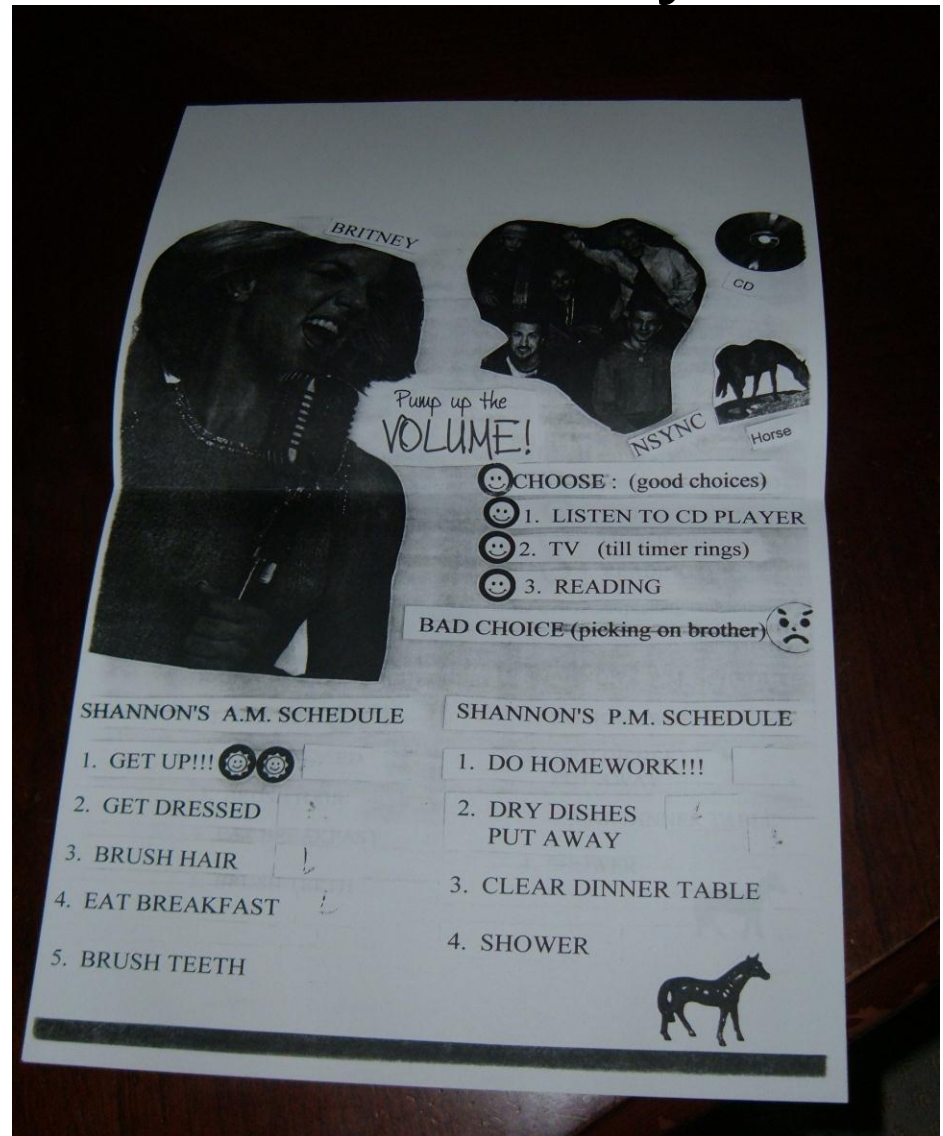 BRITNEY
CD
Pump up the
VOLUME!
NSYNC
Horse
CHOOSE : (good choices)
1. LISTEN TO CD PLAYER
2. TV (till timer rings)
3. READING
BAD CHOICE (picking on brother)
SHANNON'S A.M. SCHEDULE
1. GET UP!!!
2. GET DRESSED
3. BRUSH HAIR
4. EAT BREAKFAST
5. BRUSH TEETH
SHANNON'S P.M. SCHEDULE
1. DO HOMEWORK!!!
2. DRY DISHES
PUT AWAY
3. CLEAR DINNER TABLE
4. SHOWER